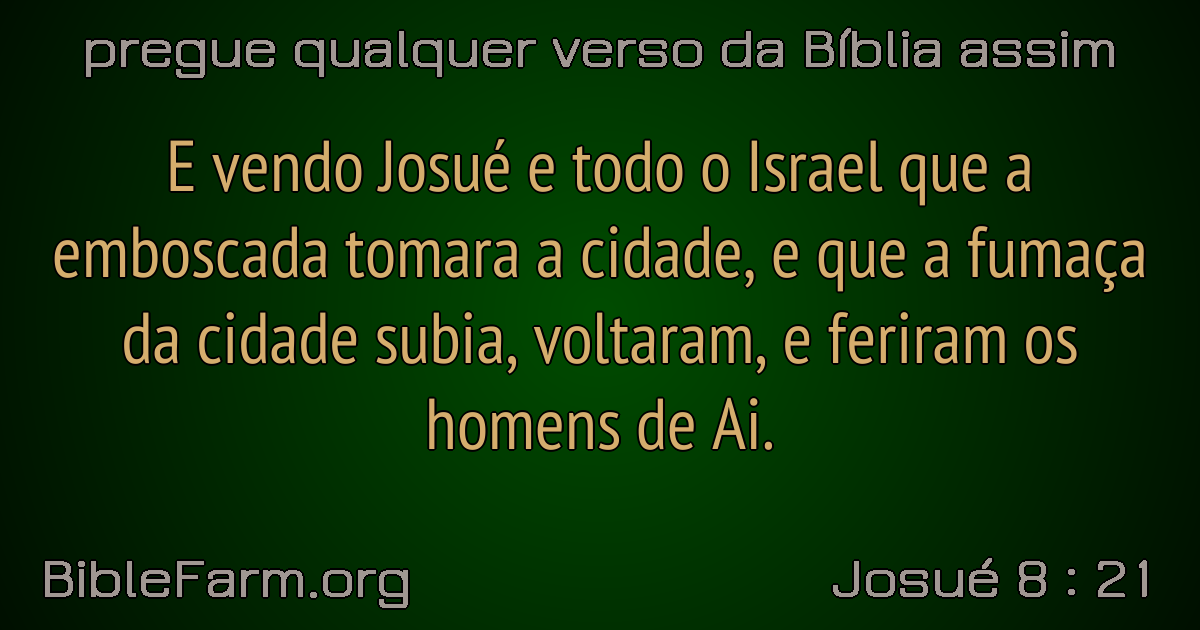 pregue qualquer verso da Bíblia assim
E vendo Josué e todo o Israel que a
emboscada tomara a cidade, e que a fumaça
da cidade subia, voltaram, e feriram os
homens de Ai.
BibleFarm.org
Josué 8 : 21